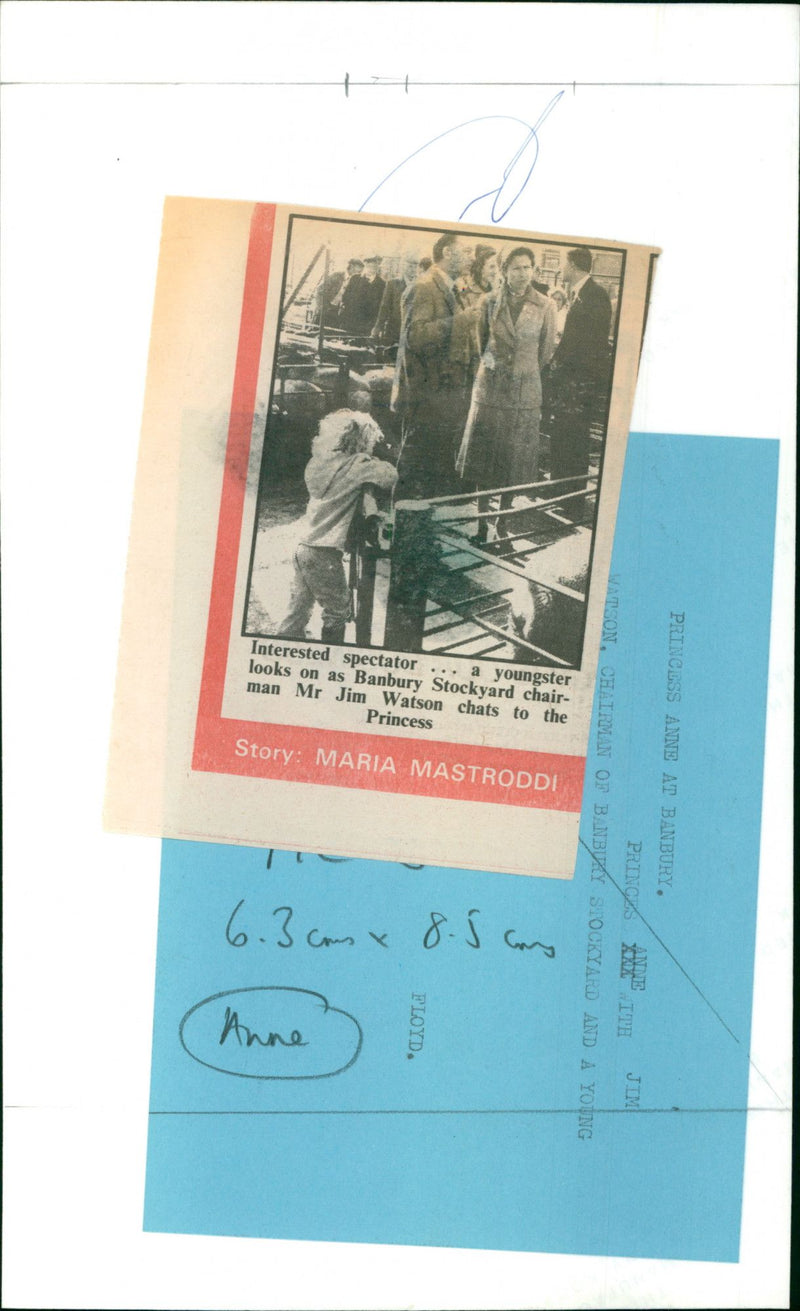 Interested spectator ... a youngster
looks on as Banbury Stockyard chair-
man Mr Jim Watson chats to the
Princess
Story: MARIA MASTRODDI
6.3 cms x 8.5 cms
Anne
PRINCESS ANNE AT BANBURY.
PRINCES ANNE WITH JIM
WATSON, CHAIRMAN OF BANBURY STOCKYARD AND A YOUNG
FLOYD.